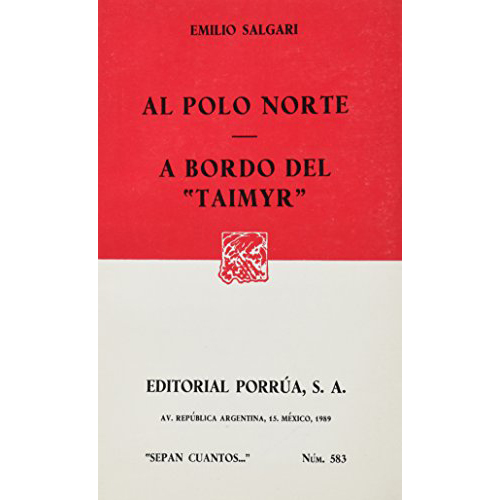 EMILIO SALGARI
AL POLO NORTE
A BORDO DEL
"TAIMYR"
EDITORIAL PORRÚA, S. A.
AV. REPÚBLICA ARGENTINA, 15. MÉXICO, 1989
"SEPAN CUANTOS..." NÚM. 583